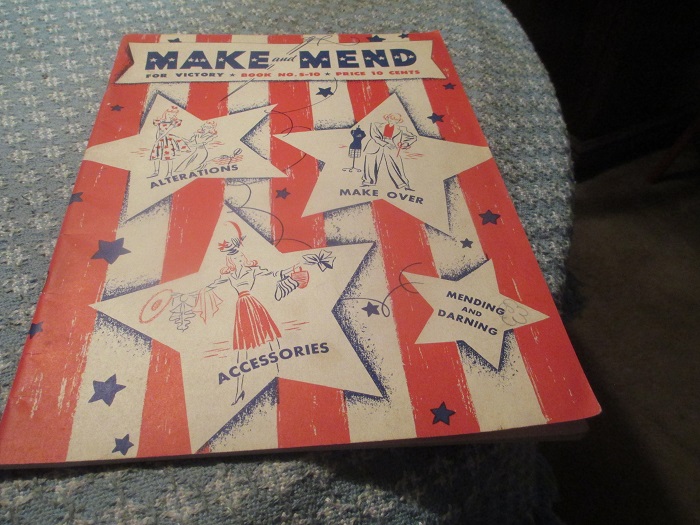 MAKE and MEND
FOR VICTORY ★ BOOK NO. S-10 ★ PRICE 10 CENTS
ALTERATIONS
MAKE OVER
ACCESSORIES
MENDING
AND
DARNING